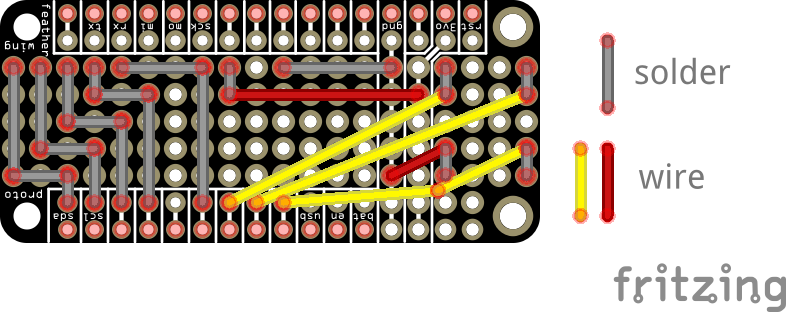 feather
wing
tx
rx
mi
mo
sck
gnd
3vo
rst
solder
wire
proto
sda
scl
usb
en
bat
fritzing